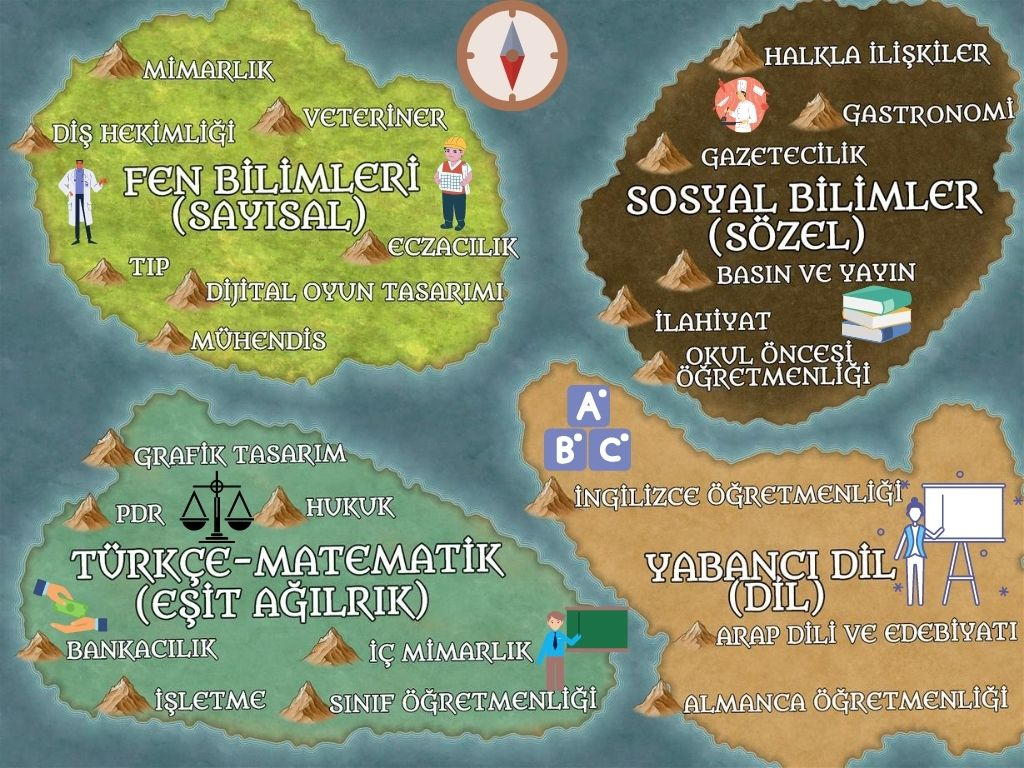 MİMARLIK
VETERİNER
DİŞ HEKİMLİĞİ
FEN BİLİMLERİ
(SAYISAL)
ECZACILIK
TIP
DİJİTAL OYUN TASARIMI
MÜHENDİS
HALKLA İLİŞKİLER
GASTRONOMİ
GAZETECİLİK
SOSYAL BİLİMLER
(SÖZEL)
BASIN VE YAYIN
İLAHİYAT
OKUL ÖNCESİ
ÖĞRETMENLİĞİ
GRAFİK TASARIM
PDR
HUKUK
TÜRKÇE-MATEMATİK
(EŞİT AĞILRIK)
BANKACILIK
İÇ MİMARLIK
İŞLETME
SINIF ÖĞRETMENLİĞİ
A
B C
İNGİLİZCE ÖĞRETMENLİĞİ
YABANCI DİL
(DİL)
ARAP DİLİ VE EDEBİYATI
ALMANCA ÖĞRETMENLİĞİ